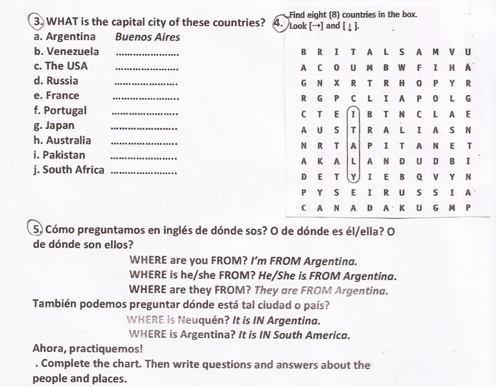 3. WHAT is the capital city of these countries?
a. Argentina Buenos Aires
b. Venezuela ........................
c. The USA ........................
d. Russia ........................
e. France ........................
f. Portugal ........................
g. Japan ........................
h. Australia ........................
i. Pakistan ........................
j. South Africa ........................
4. Find eight (8) countries in the box.
Look [→] and [↓].
B R I T A L S A M V U
A C O U M B W F I H A
G N X R T R H O P Y R
R G P C L I A P O L G
C T E I B T N C L A E
A U S T R A L I A S N
N R T A P I T A N E T
A K A L A N D U D B I
D E T Y I E B Q V Y N
P Y S E I R U S S I A
C A N A D A K U G M P
5. Cómo preguntamos en inglés de dónde sos? O de dónde es él/ella? O
de dónde son ellos?
WHERE are you FROM? I'm FROM Argentina.
WHERE is he/she FROM? He/She is FROM Argentina.
WHERE are they FROM? They are FROM Argentina.
También podemos preguntar dónde está tal ciudad o país?
WHERE is Neuquén? It is IN Argentina.
WHERE is Argentina? It is IN South America.
Ahora, practiquemos!
. Complete the chart. Then write questions and answers about the
people and places.